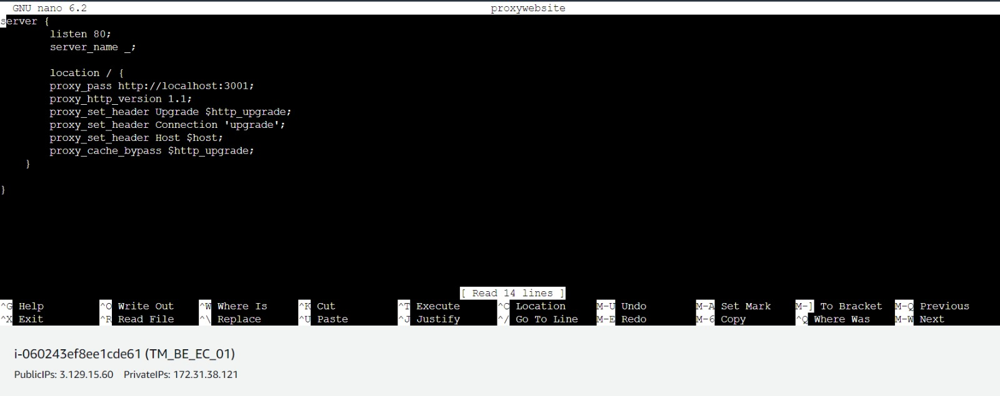 GNU nano 6.2 proxywebsite
server {
listen 80;
server_name _;
location / {
proxy_pass http://localhost:3001;
proxy_http_version 1.1;
proxy_set_header Upgrade $http_upgrade;
proxy_set_header Connection 'upgrade';
proxy_set_header Host $host;
proxy_cache_bypass $http_upgrade;
}
}
[ Read 14 lines ]
^G Help ^O Write Out ^W Where Is ^K Cut ^T Execute ^C Location M-U Undo M-A Set Mark M-] To Bracket M-Q Previous
^X Exit ^R Read File ^\ Replace ^U Paste ^J Justify ^/ Go To Line M-E Redo M-6 Copy ^Q Where Was M-W Next
i-060243ef8ee1cde61 (TM_BE_EC_01)
PublicIPs: 3.129.15.60 PrivateIPs: 172.31.38.121